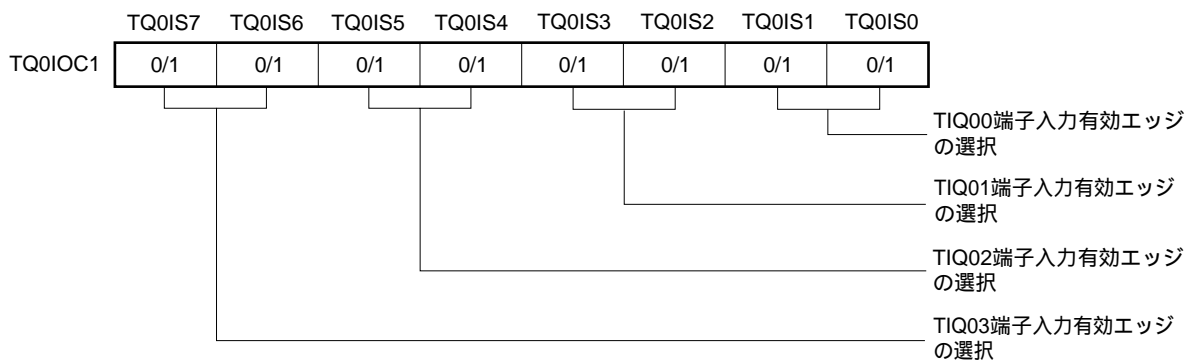 TQ0IS7 TQ0IS6 TQ0IS5 TQ0IS4 TQ0IS3 TQ0IS2 TQ0IS1 TQ0IS0
TQ0IOC1 0/1 0/1 0/1 0/1 0/1 0/1 0/1 0/1
TIQ00端子入力有効エッジ
の選択
TIQ01端子入力有効エッジ
の選択
TIQ02端子入力有効エッジ
の選択
TIQ03端子入力有効エッジ
の選択